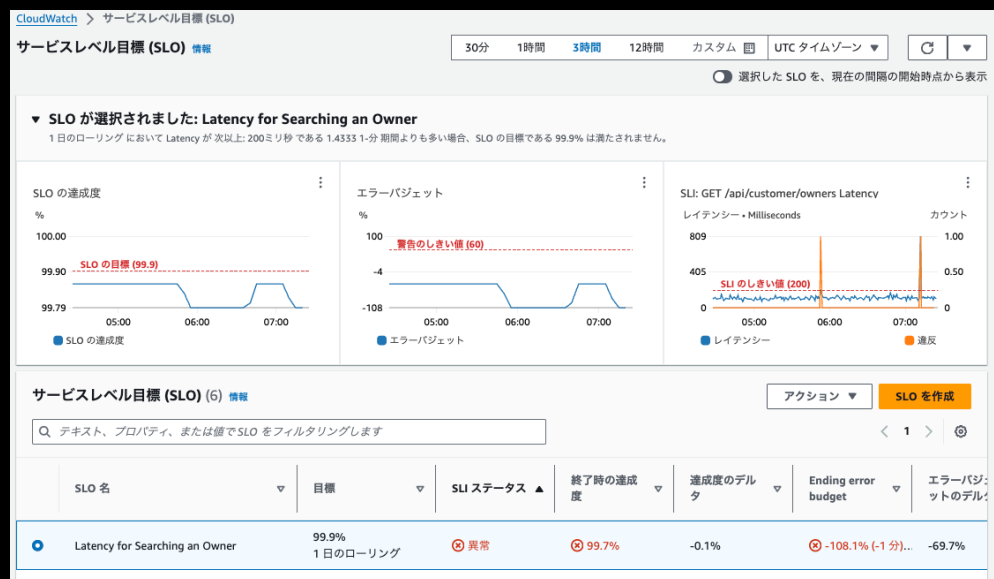 CloudWatch > サービスレベル目標 (SLO)
サービスレベル目標 (SLO) 情報
30分 1時間 3時間 12時間 カスタム UTC タイムゾーン
選択した SLO を、現在の間隔の開始時点から表示
SLO が選択されました: Latency for Searching an Owner
1 日のローリング において Latency が 次以上: 200ミリ秒 である 1.4333 1-分 期間よりも多い場合、SLO の目標である 99.9% は満たされません。
SLO の達成度
%
100.00
SLO の目標 (99.9)
99.90
99.79
05:00 06:00 07:00
SLO の達成度
エラーバジェット
%
100
警告のしきい値 (60)
-4
-108
05:00 06:00 07:00
エラーバジェット
SLI: GET /api/customer/owners Latency
レイテンシー • Milliseconds カウント
809 1.00
405 0.50
SLI のしきい値 (200)
0 0
05:00 06:00 07:00
レイテンシー 違反
サービスレベル目標 (SLO) (6) 情報
アクション SLO を作成
テキスト、プロパティ、または値で SLO をフィルタリングします
1
SLO 名 目標 SLI ステータス 終了時の達成度 達成度のデルタ Ending error budget エラーバジェットのデルタ
Latency for Searching an Owner 99.9% 1 日のローリング 異常 99.7% -0.1% -108.1% (-1 分)... -69.7%